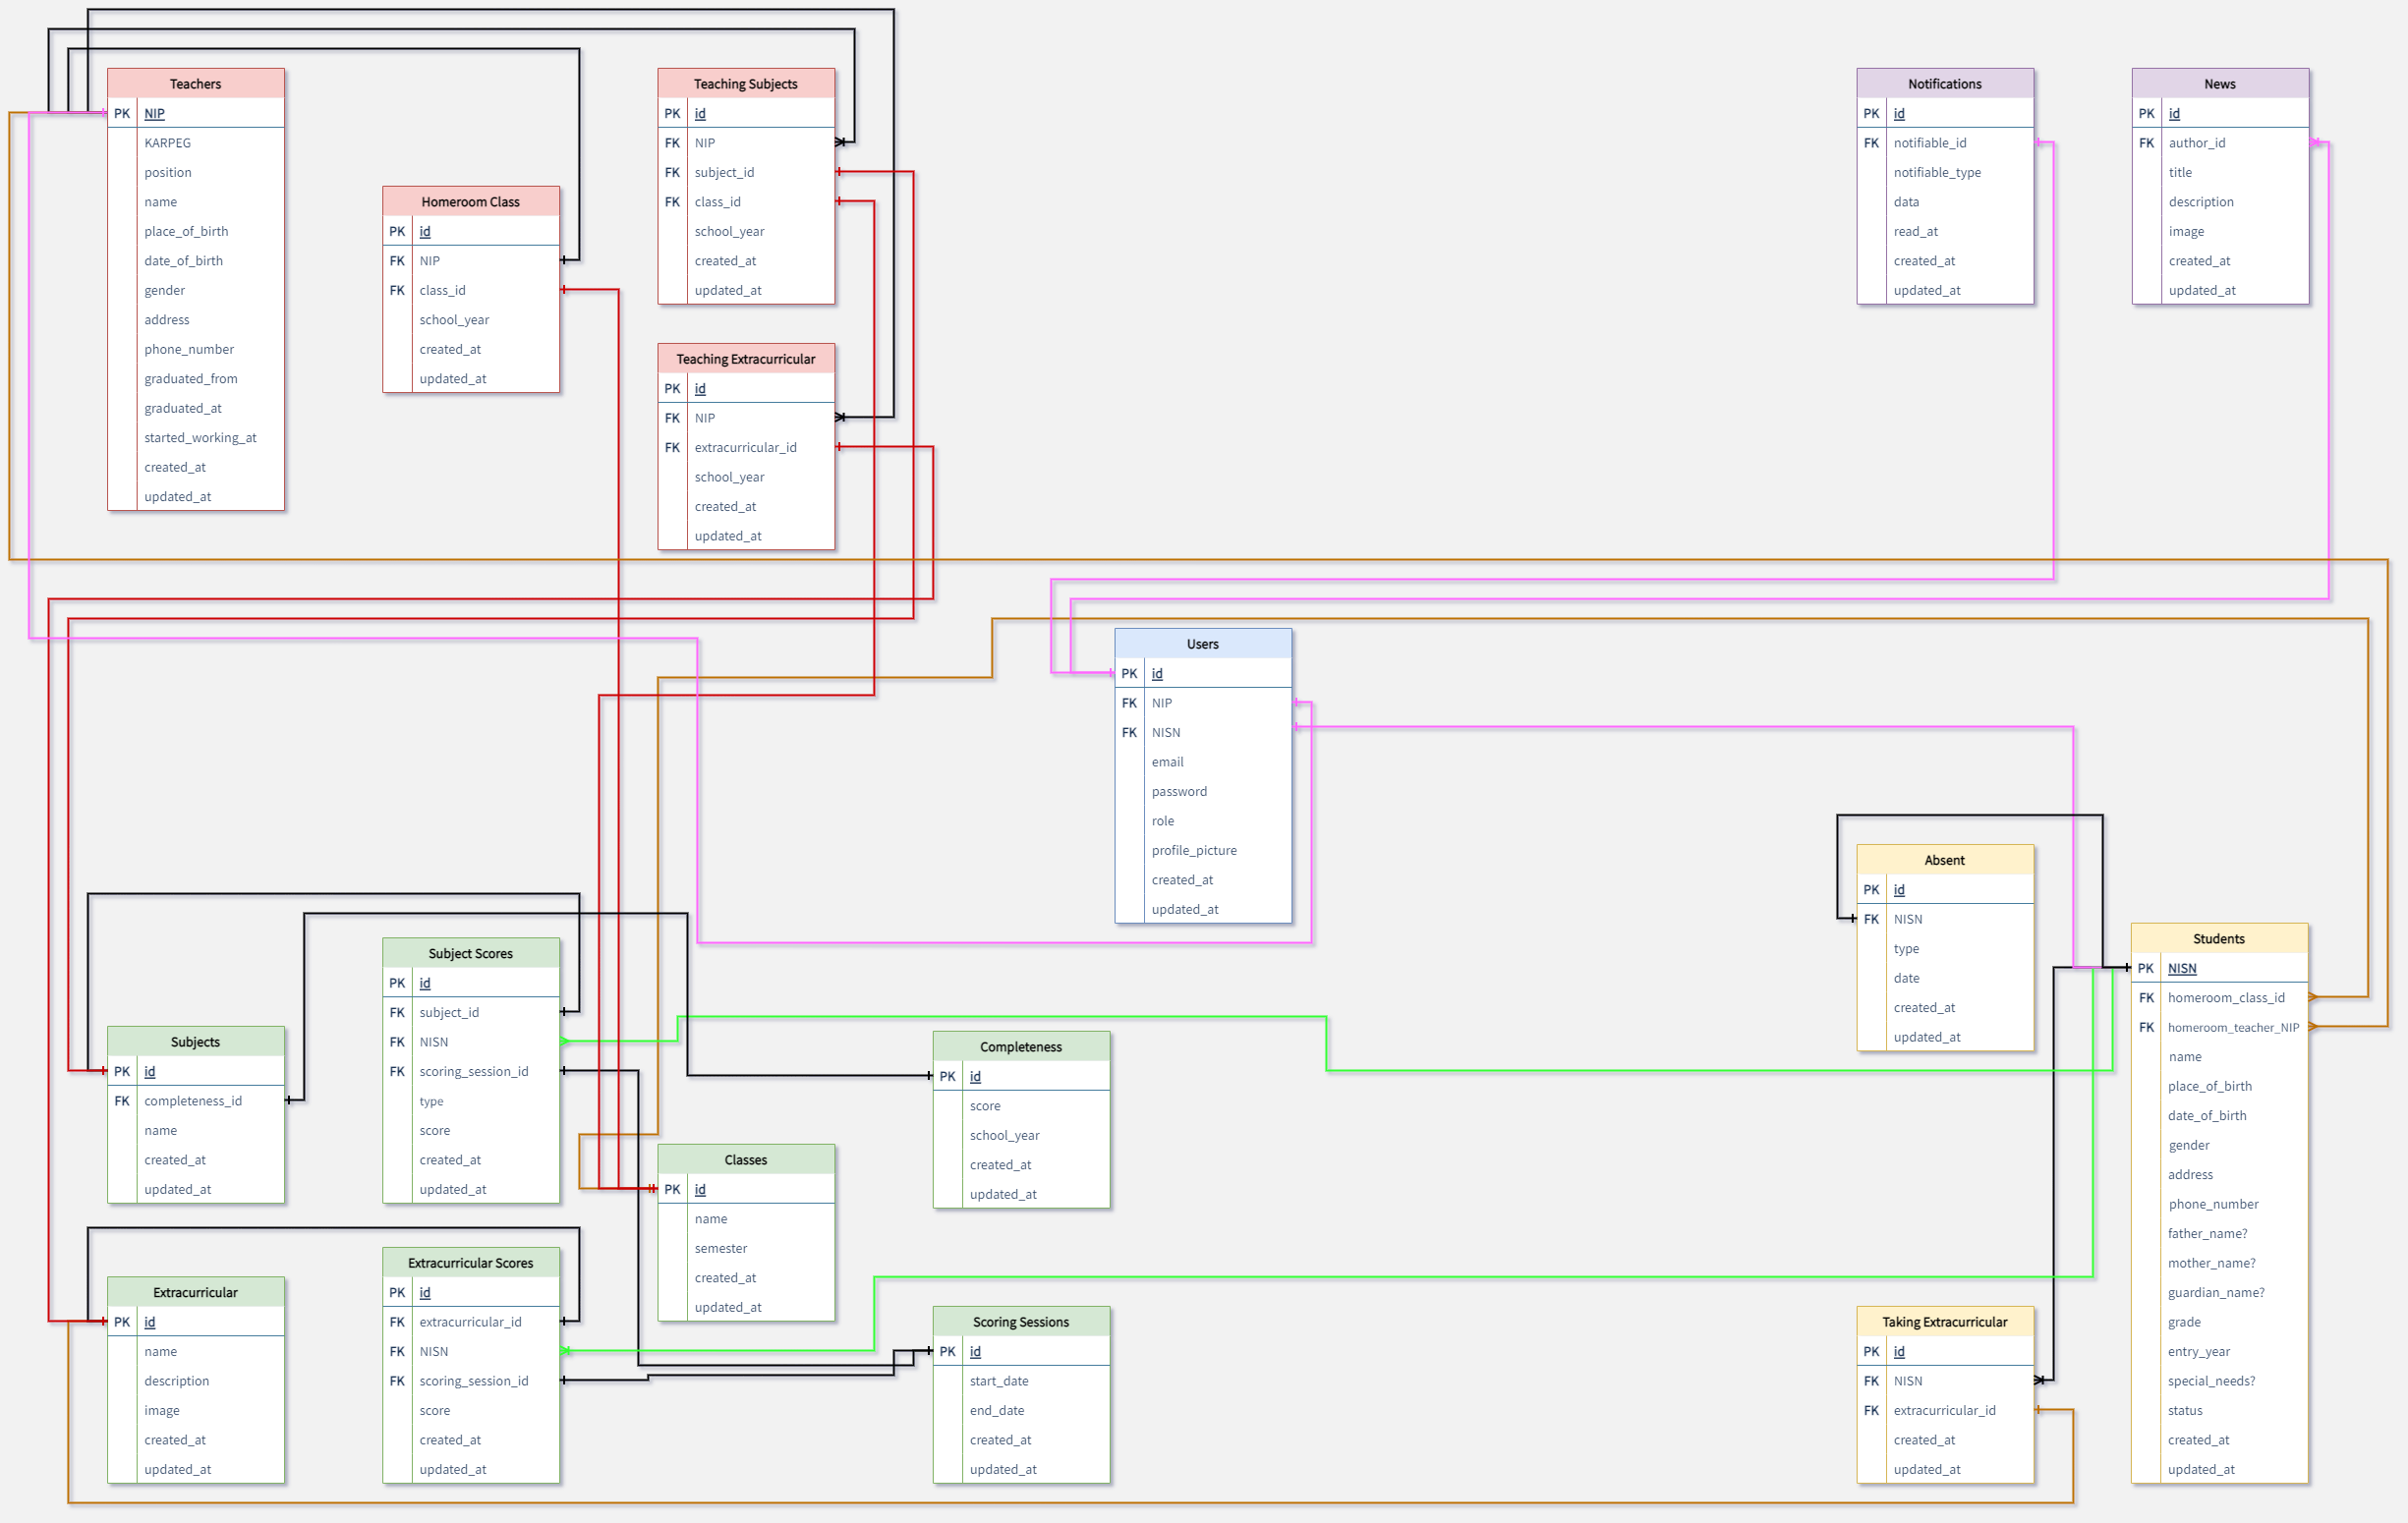 Teachers
PK NIP
KARPEG
position
name
place_of_birth
date_of_birth
gender
address
phone_number
graduated_from
graduated_at
started_working_at
created_at
updated_at
Homeroom Class
PK id
FK NIP
FK class_id
school_year
created_at
updated_at
Teaching Subjects
PK id
FK NIP
FK subject_id
FK class_id
school_year
created_at
updated_at
Teaching Extracurricular
PK id
FK NIP
FK extracurricular_id
school_year
created_at
updated_at
Notifications
PK id
FK notifiable_id
notifiable_type
data
read_at
created_at
updated_at
News
PK id
FK author_id
title
description
image
created_at
updated_at
Users
PK id
FK NIP
FK NISN
email
password
role
profile_picture
created_at
updated_at
Subjects
PK id
FK completeness_id
name
created_at
updated_at
Subject Scores
PK id
FK subject_id
FK NISN
FK scoring_session_id
type
score
created_at
updated_at
Classes
PK id
name
semester
created_at
updated_at
Completeness
PK id
score
school_year
created_at
updated_at
Absent
PK id
FK NISN
type
date
created_at
updated_at
Students
PK NISN
FK homeroom_class_id
FK homeroom_teacher_NIP
name
place_of_birth
date_of_birth
gender
address
phone_number
father_name?
mother_name?
guardian_name?
grade
entry_year
special_needs?
status
created_at
updated_at
Extracurricular
PK id
name
description
image
created_at
updated_at
Extracurricular Scores
PK id
FK extracurricular_id
FK NISN
FK scoring_session_id
score
created_at
updated_at
Scoring Sessions
PK id
start_date
end_date
created_at
updated_at
Taking Extracurricular
PK id
FK NISN
FK extracurricular_id
created_at
updated_at